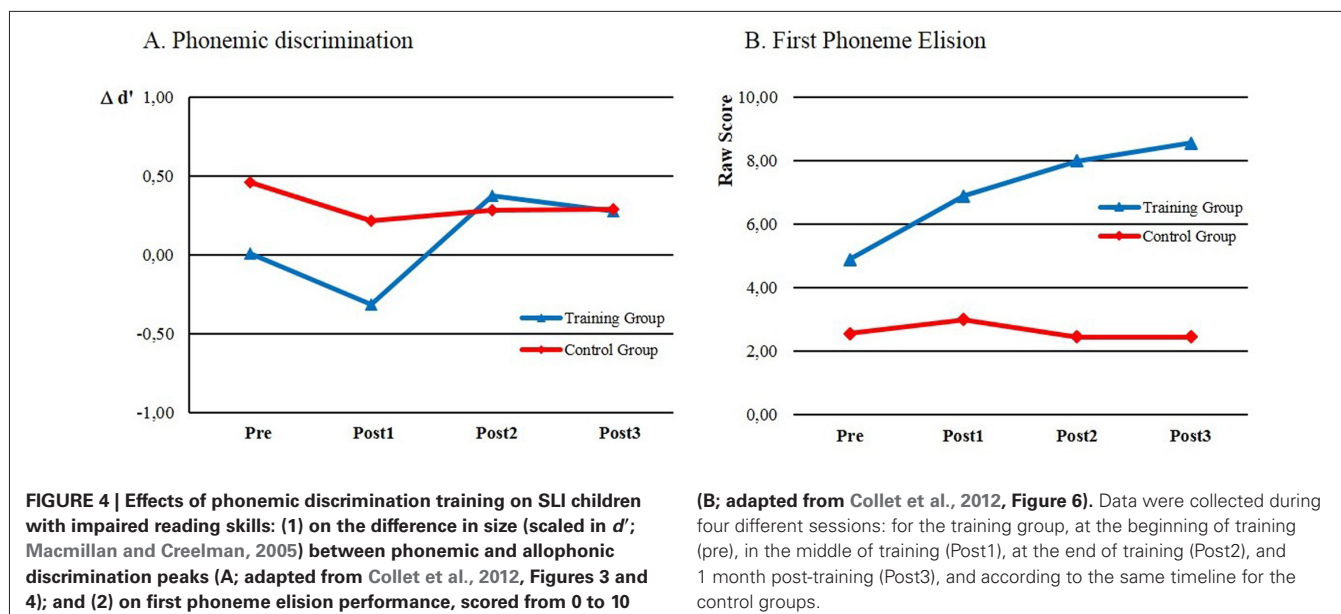 A. Phonemic discrimination
Δ d'
1,00
0,50
0,00
-0,50
-1,00
Training Group
Control Group
Pre Post1 Post2 Post3
B. First Phoneme Elision
Raw Score
10,00
8,00
6,00
4,00
2,00
0,00
Training Group
Control Group
Pre Post1 Post2 Post3
FIGURE 4 | Effects of phonemic discrimination training on SLI children
with impaired reading skills: (1) on the difference in size (scaled in d′;
Macmillan and Creelman, 2005) between phonemic and allophonic
discrimination peaks (A; adapted from Collet et al., 2012, Figures 3 and
4); and (2) on first phoneme elision performance, scored from 0 to 10
(B; adapted from Collet et al., 2012, Figure 6). Data were collected during
four different sessions: for the training group, at the beginning of training
(pre), in the middle of training (Post1), at the end of training (Post2), and
1 month post-training (Post3), and according to the same timeline for the
control groups.